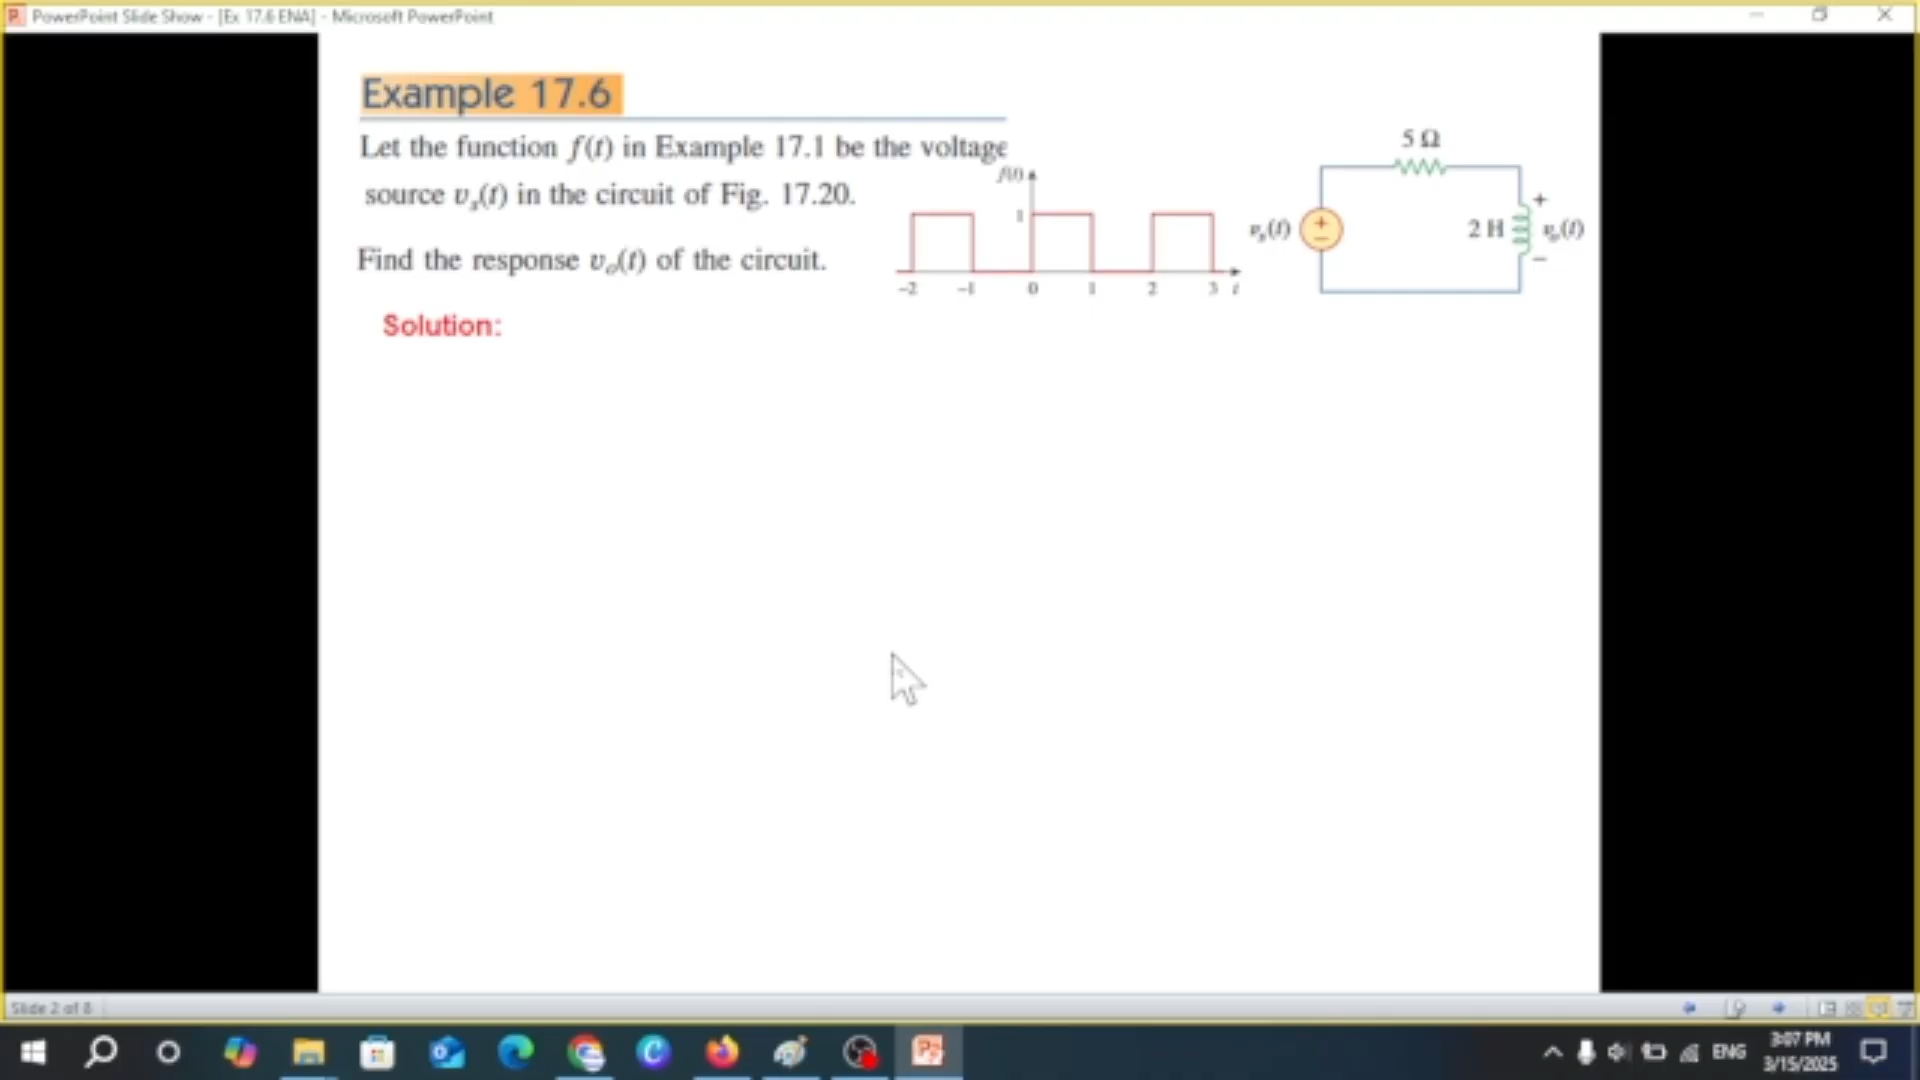 PowerPoint Slide Show - [Ex 17.6 ENA] - Microsoft PowerPoint
Example 17.6
Let the function f(t) in Example 17.1 be the voltage
source vs(t) in the circuit of Fig. 17.20.
Find the response vo(t) of the circuit.
f(t)
1
-2 -1 0 1 2 3 t
5 Ω
vs(t) + − 2 H + vo(t) −
Solution:
Slide 2 of 8
ENG
3:07 PM
3/15/2025